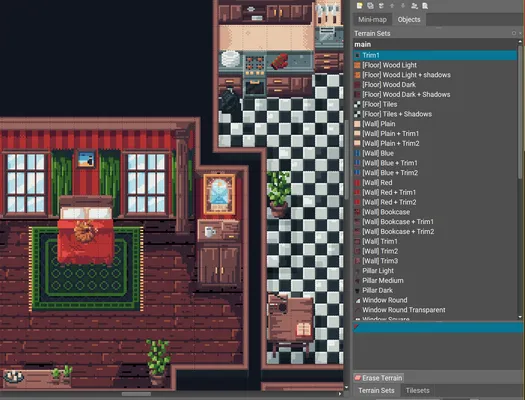 Mini-map Objects
Terrain Sets
main
Trim1
[Floor] Wood Light
[Floor] Wood Light + shadows
[Floor] Wood Dark
[Floor] Wood Dark + Shadows
[Floor] Tiles
[Floor] Tiles + Shadows
[Wall] Plain
[Wall] Plain + Trim1
[Wall] Plain + Trim2
[Wall] Blue
[Wall] Blue + Trim1
[Wall] Blue + Trim2
[Wall] Red
[Wall] Red + Trim1
[Wall] Red + Trim2
[Wall] Bookcase
[Wall] Bookcase + Trim1
[Wall] Bookcase + Trim2
[Wall] Trim1
[Wall] Trim2
[Wall] Trim3
Pillar Light
Pillar Medium
Pillar Dark
Window Round
Window Round Transparent
Window Square
Erase Terrain
Terrain Sets Tilesets